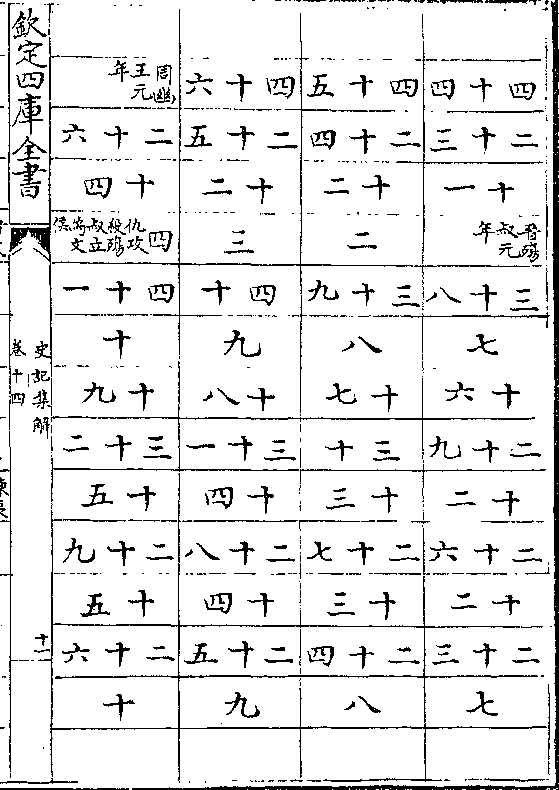 四十四
二十三
十一
晉殤叔元年
三十八
七
十六
二十九
十二
二十六
十二
二十三
七
四十五
二十四
十二
二
三十九
八
十七
三十
十三
二十七
十三
二十四
八
四十六
二十五
十二
三
四十
九
十八
三十一
十四
二十八
十四
二十五
九
周幽王元年
二十六
十四
四仇攻殺殤叔立為文侯
四十一
十
十九
三十二
十五
二十九
十五
二十六
十
欽定四庫全書
史記集解
卷十四
十一